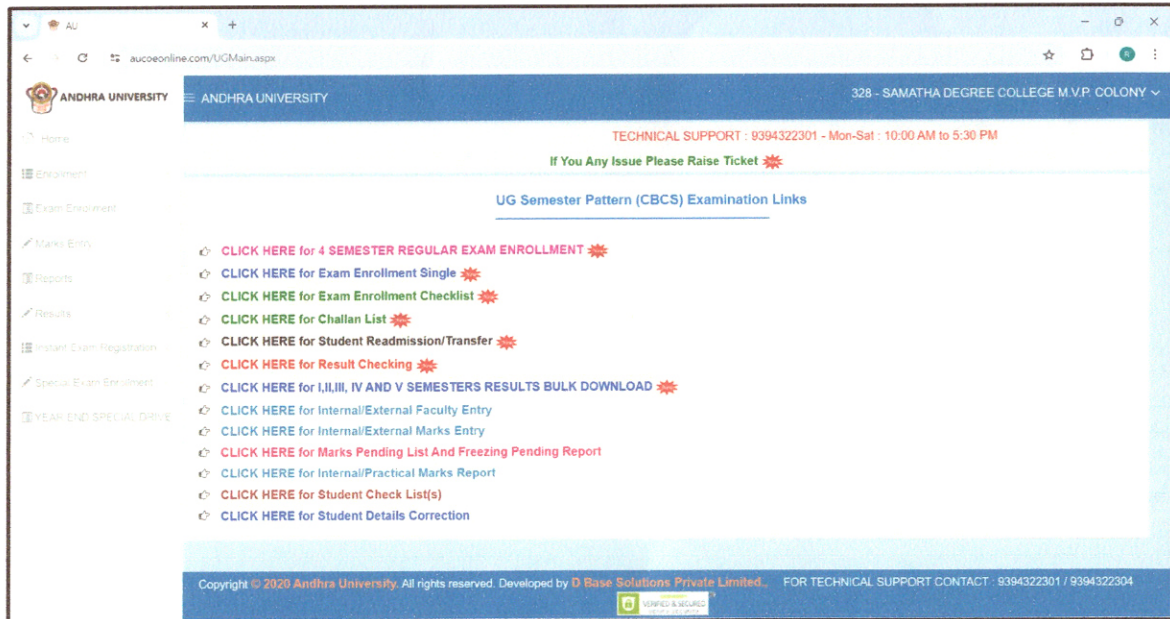 AU
aucoeonline.com/UGMain.aspx
ANDHRA UNIVERSITY
ANDHRA UNIVERSITY
328 - SAMATHA DEGREE COLLEGE M.V.P. COLONY
Home
Enrollment
Exam Enrolment
Marks Entry
Reports
Results
Instant Exam Registration
Special Exam Enrolment
YEAR END SPECIAL DRIVE
TECHNICAL SUPPORT : 9394322301 - Mon-Sat : 10:00 AM to 5:30 PM
If You Any Issue Please Raise Ticket
UG Semester Pattern (CBCS) Examination Links
CLICK HERE for 4 SEMESTER REGULAR EXAM ENROLLMENT
CLICK HERE for Exam Enrollment Single
CLICK HERE for Exam Enrollment Checklist
CLICK HERE for Challan List
CLICK HERE for Student Readmission/Transfer
CLICK HERE for Result Checking
CLICK HERE for I,II,III, IV AND V SEMESTERS RESULTS BULK DOWNLOAD
CLICK HERE for Internal/External Faculty Entry
CLICK HERE for Internal/External Marks Entry
CLICK HERE for Marks Pending List And Freezing Pending Report
CLICK HERE for Internal/Practical Marks Report
CLICK HERE for Student Check List(s)
CLICK HERE for Student Details Correction
Copyright © 2020 Andhra University. All rights reserved. Developed by D Base Solutions Private Limited., FOR TECHNICAL SUPPORT CONTACT : 9394322301 / 9394322304
VERIFIED & SECURED